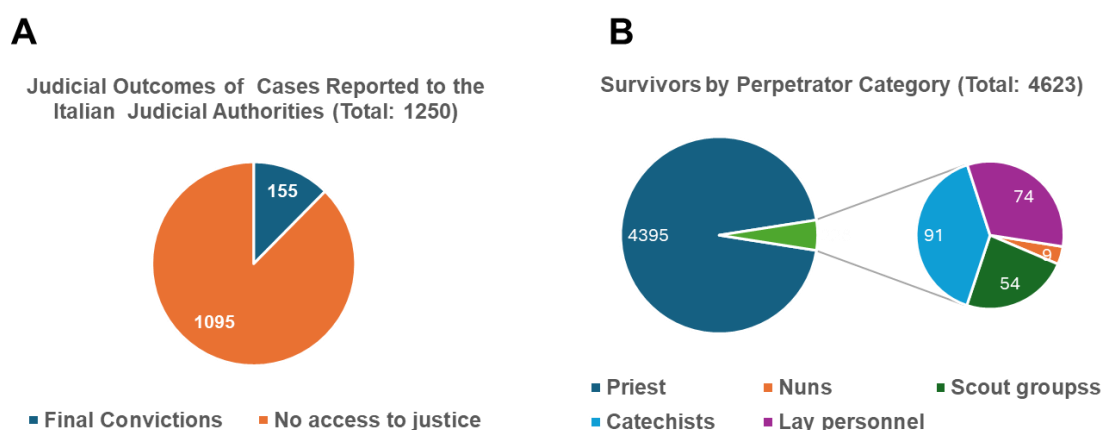 A
Judicial Outcomes of Cases Reported to the
Italian Judicial Authorities (Total: 1250)
155
1095
Final Convictions
No access to justice
B
Survivors by Perpetrator Category (Total: 4623)
4395
74
91
9
54
Priest
Nuns
Scout groupss
Catechists
Lay personnel